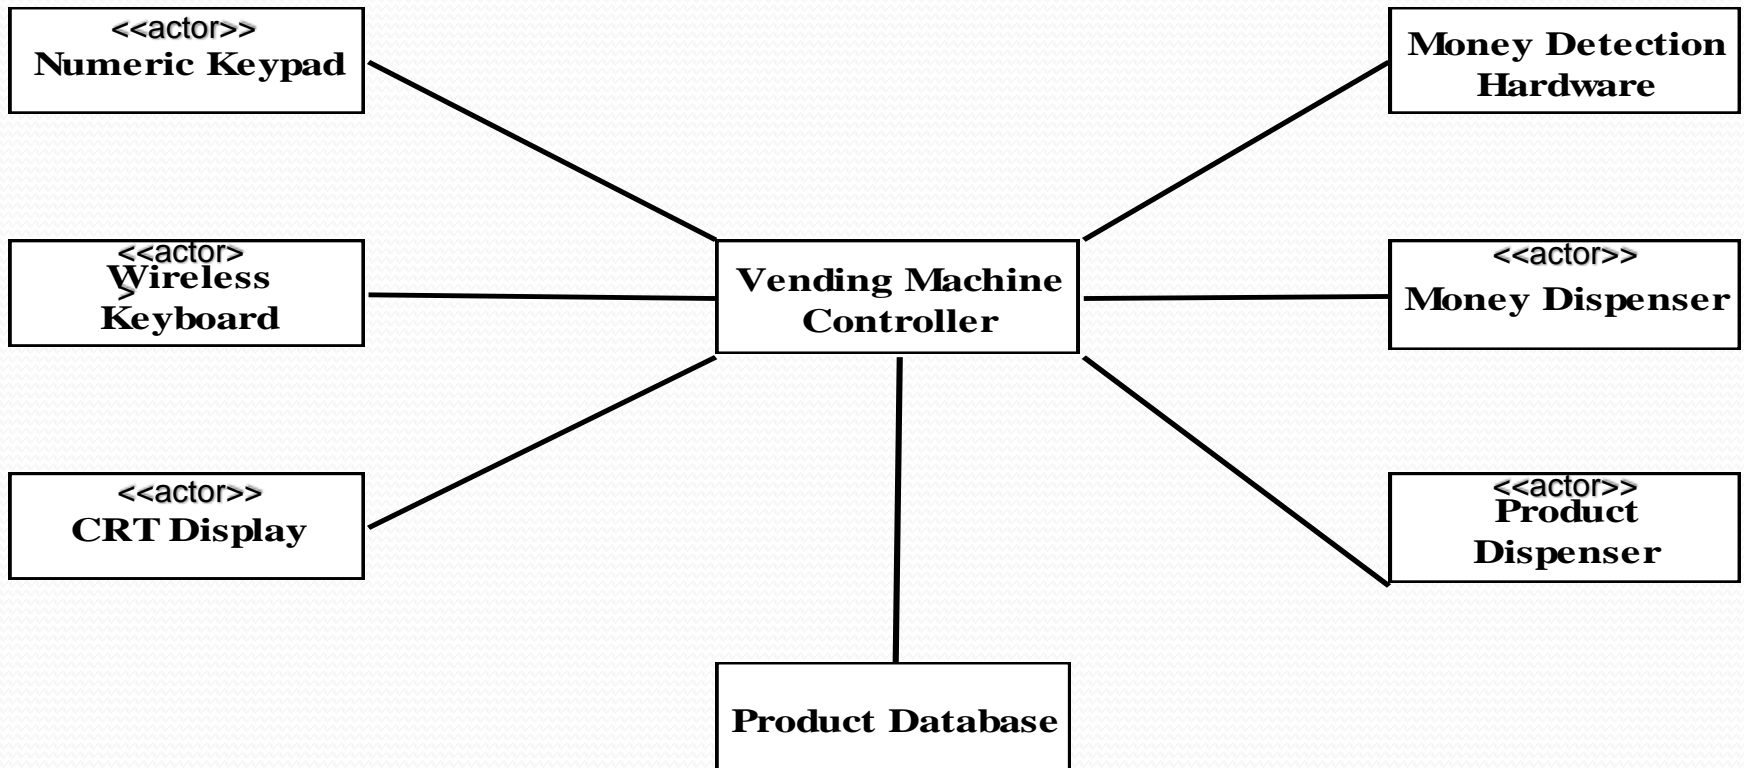 <<actor>>
Numeric Keypad
Money Detection
Hardware
<<actor>
>
Wireless
Keyboard
Vending Machine
Controller
<<actor>>
Money Dispenser
<<actor>>
CRT Display
<<actor>>
Product
Dispenser
Product Database